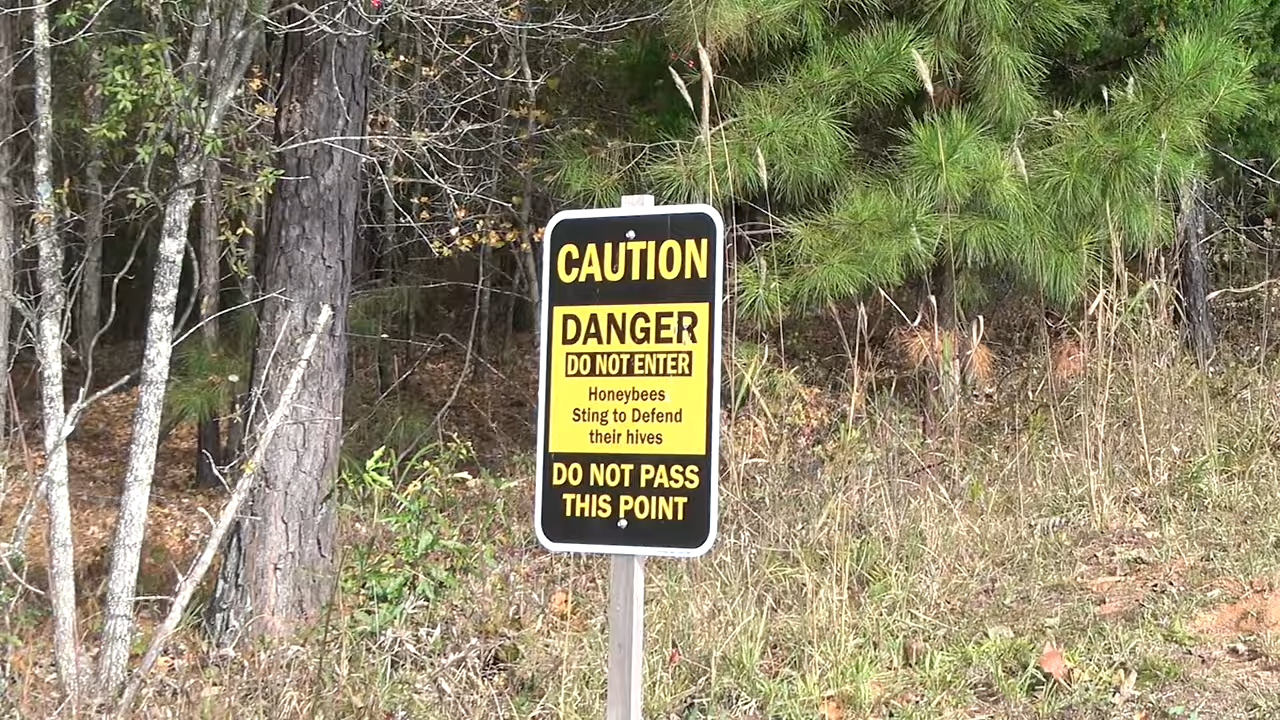 CAUTION
DANGER
DO NOT ENTER
Honeybees
Sting to Defend
their hives
DO NOT PASS
THIS POINT